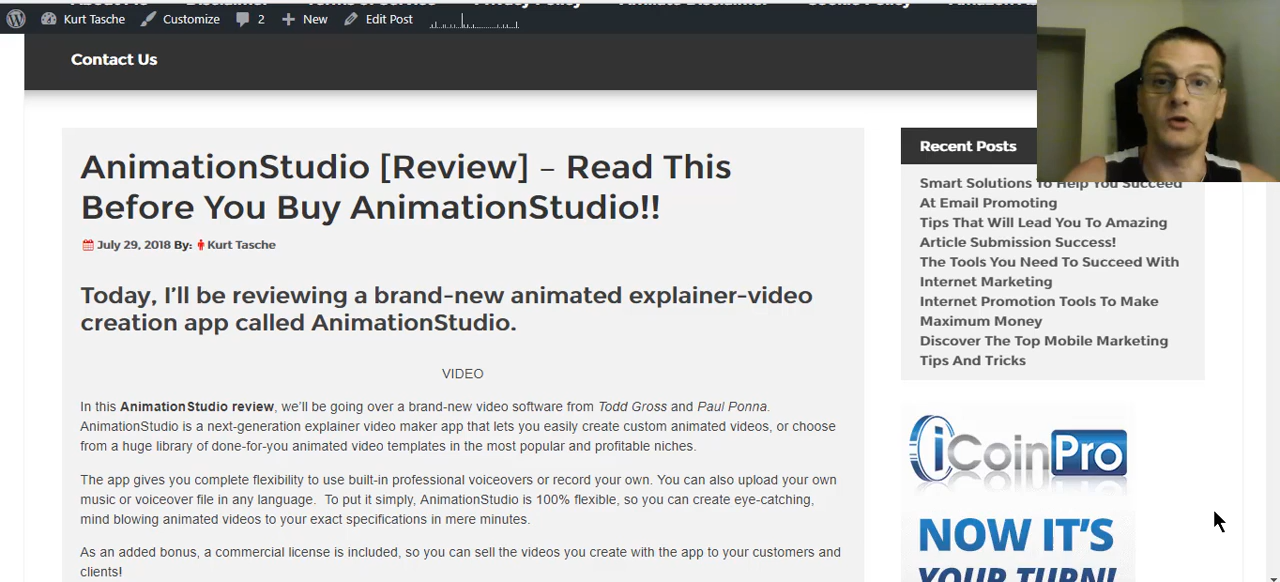 Kurt Tasche Customize 2 New Edit Post
Contact Us
AnimationStudio [Review] – Read This
Before You Buy AnimationStudio!!
July 29, 2018 By: Kurt Tasche
Today, I’ll be reviewing a brand-new animated explainer-video
creation app called AnimationStudio.
VIDEO
In this AnimationStudio review, we’ll be going over a brand-new video software from Todd Gross and Paul Ponna.
AnimationStudio is a next-generation explainer video maker app that lets you easily create custom animated videos, or choose
from a huge library of done-for-you animated video templates in the most popular and profitable niches.
The app gives you complete flexibility to use built-in professional voiceovers or record your own. You can also upload your own
music or voiceover file in any language. To put it simply, AnimationStudio is 100% flexible, so you can create eye-catching,
mind blowing animated videos to your exact specifications in mere minutes.
As an added bonus, a commercial license is included, so you can sell the videos you create with the app to your customers and
clients!
Recent Posts
Smart Solutions To Help You Succeed
At Email Promoting
Tips That Will Lead You To Amazing
Article Submission Success!
The Tools You Need To Succeed With
Internet Marketing
Internet Promotion Tools To Make
Maximum Money
Discover The Top Mobile Marketing
Tips And Tricks
iCoinPro
NOW IT'S
YOUR TURN!